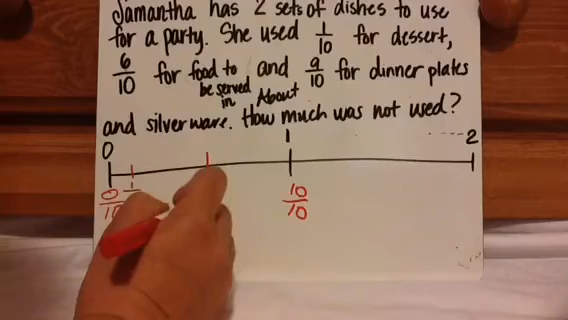 Samantha has 2 sets of dishes to use
for a party. She used 1/10 for dessert,
6/10 for food to be served in and 9/10 for dinner plates
and silverware. About How much was not used?
0 1 2
0/10 1 10/10